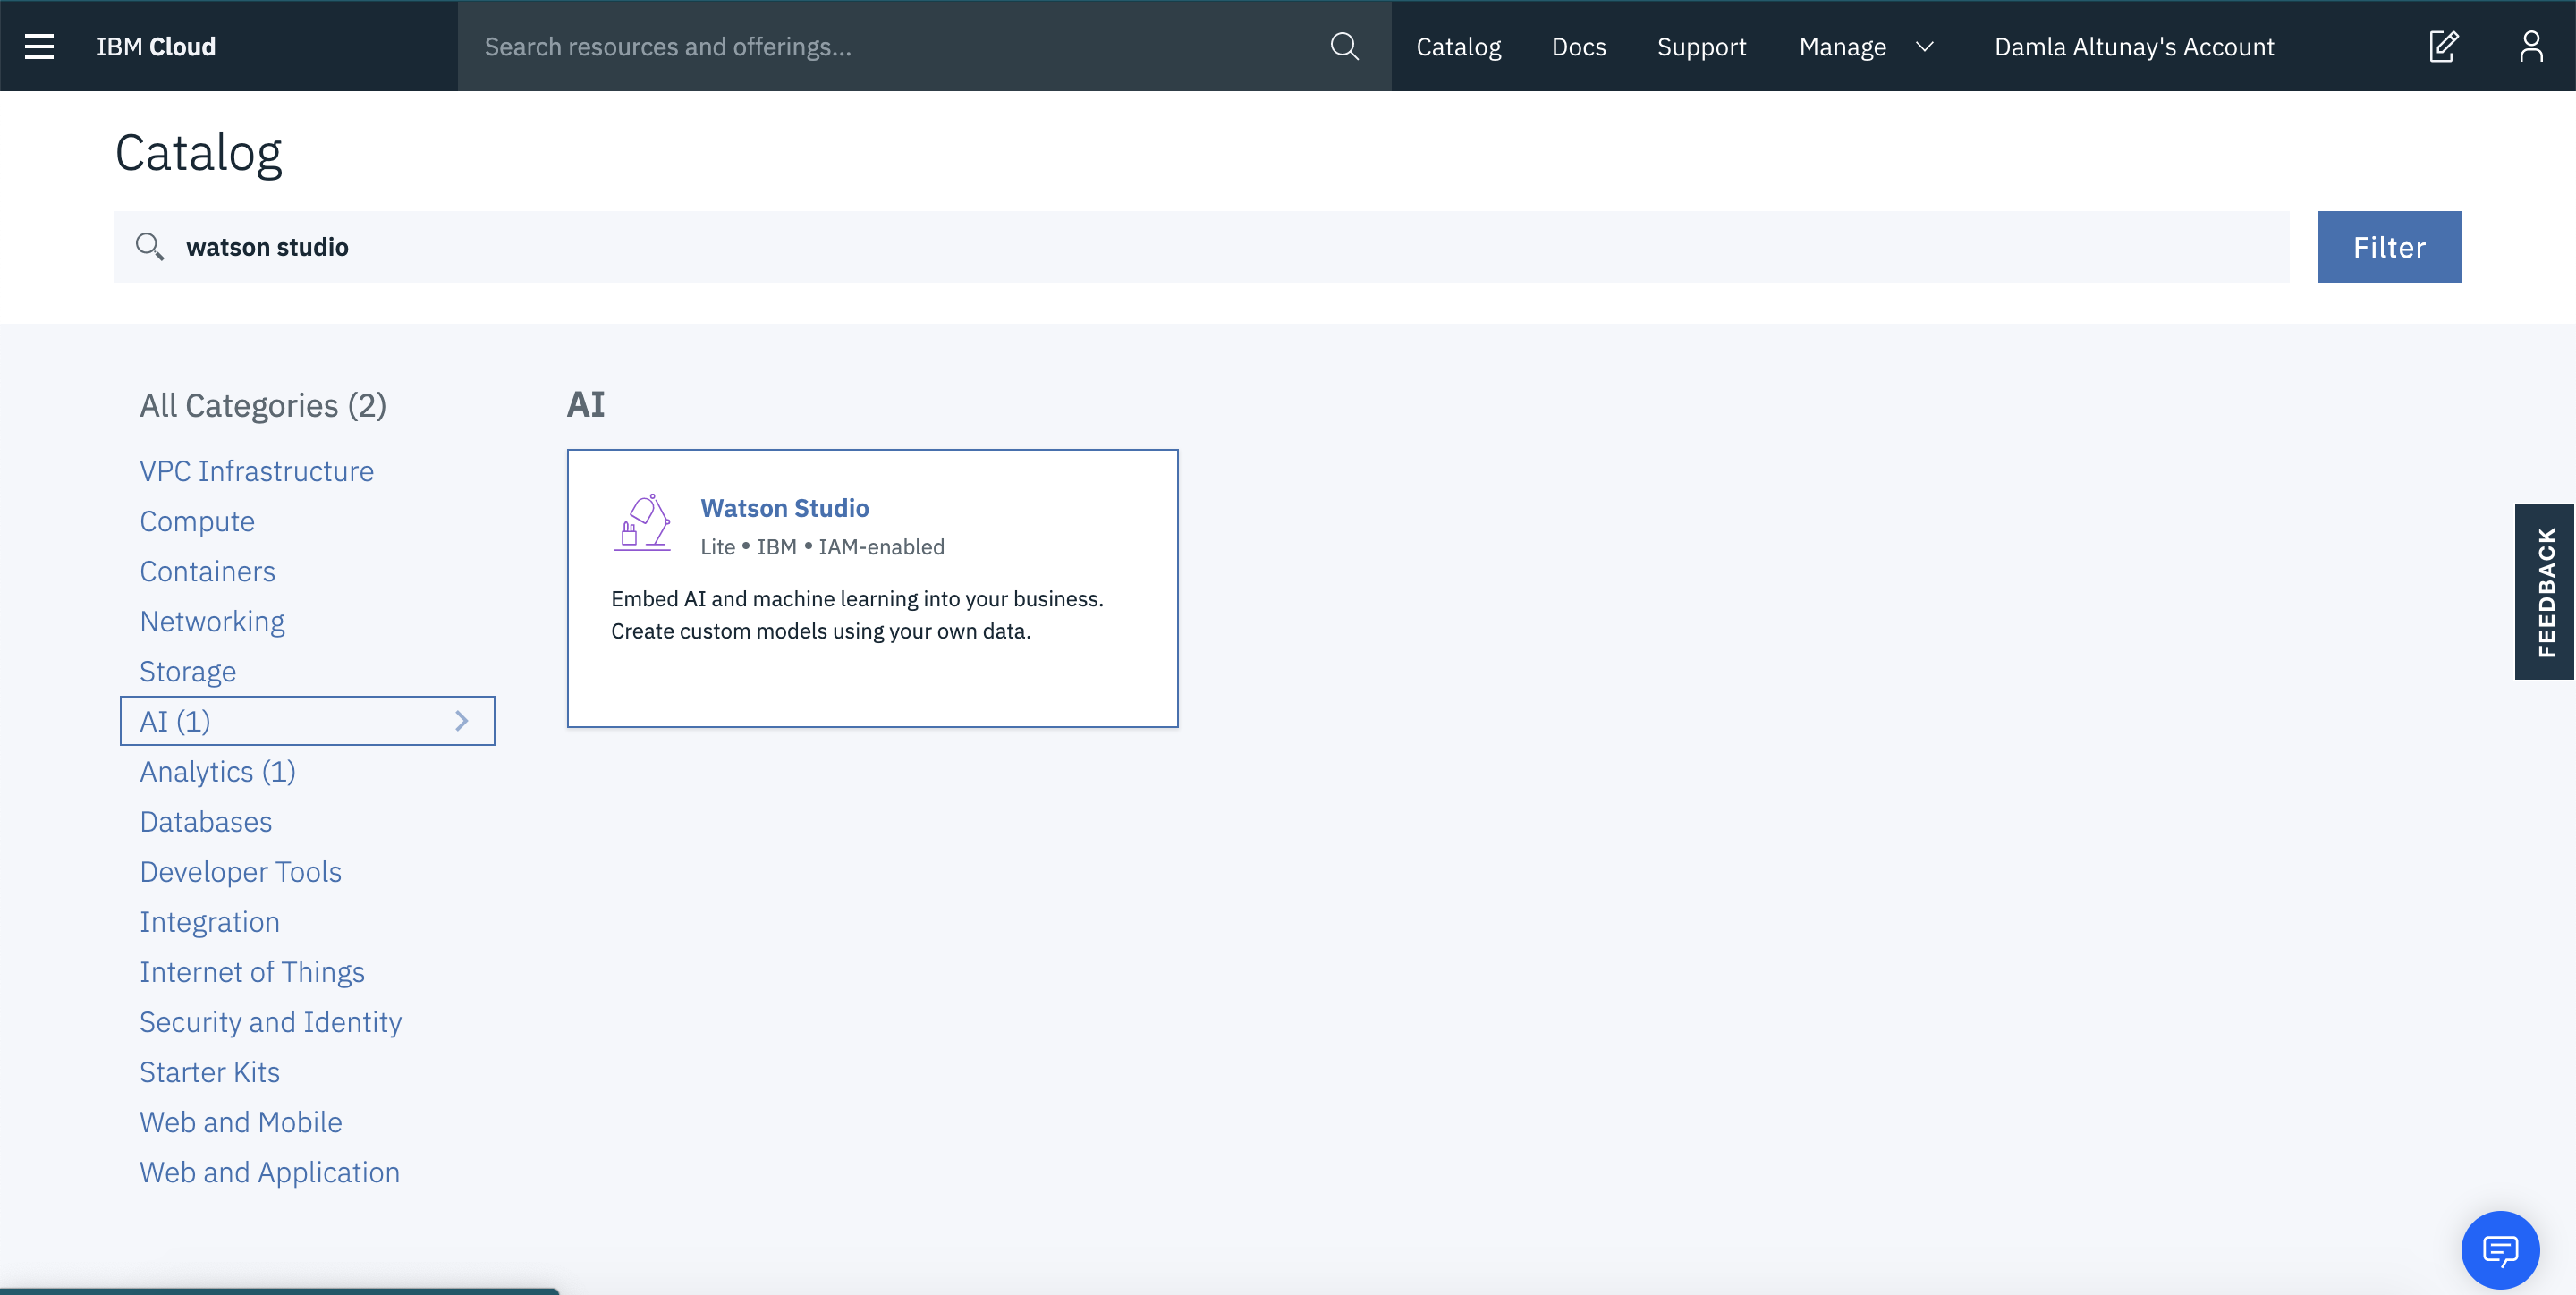 IBM Cloud
Search resources and offerings...
Catalog
Docs
Support
Manage
Damla Altunay's Account
Catalog
watson studio
Filter
All Categories (2)
VPC Infrastructure
Compute
Containers
Networking
Storage
AI (1)
Analytics (1)
Databases
Developer Tools
Integration
Internet of Things
Security and Identity
Starter Kits
Web and Mobile
Web and Application
AI
Watson Studio
Lite • IBM • IAM-enabled
Embed AI and machine learning into your business.
Create custom models using your own data.
FEEDBACK